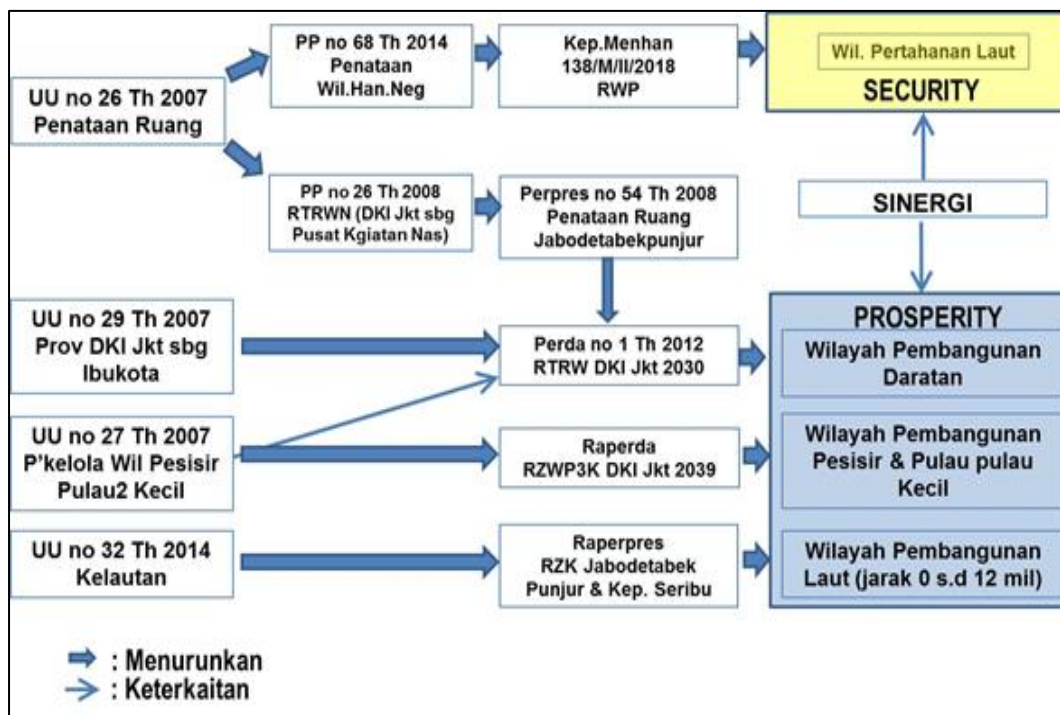 PP no 68 Th 2014
Penataan
Wil.Han.Neg
Kep.Menhan
138/M/II/2018
RWP
Wil. Pertahanan Laut
SECURITY
UU no 26 Th 2007
Penataan Ruang
PP no 26 Th 2008
RTRWN (DKI Jkt sbg
Pusat Kgiatan Nas)
Perpres no 54 Th 2008
Penataan Ruang
Jabodetabekpunjur
SINERGI
UU no 29 Th 2007
Prov DKI Jkt sbg
Ibukota
Perda no 1 Th 2012
RTRW DKI Jkt 2030
PROSPERITY
Wilayah Pembangunan
Daratan
UU no 27 Th 2007
P'kelola Wil Pesisir
Pulau2 Kecil
Raperda
RZWP3K DKI Jkt 2039
Wilayah Pembangunan
Pesisir & Pulau pulau
Kecil
UU no 32 Th 2014
Kelautan
Raperpres
RZK Jabodetabek
Punjur & Kep. Seribu
Wilayah Pembangunan
Laut (jarak 0 s.d 12 mil)
: Menurunkan
: Keterkaitan